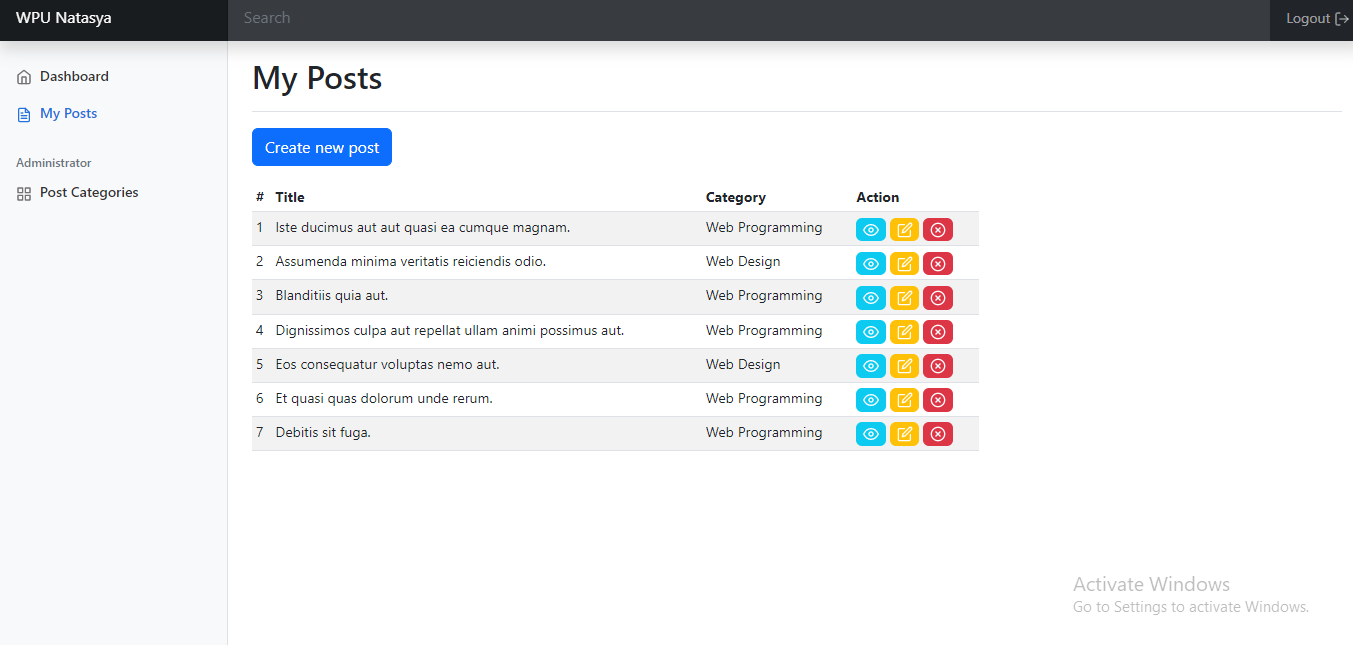 WPU Natasya
Search
Logout
Dashboard
My Posts
Administrator
Post Categories
My Posts
Create new post
# Title Category Action
1 Iste ducimus aut aut quasi ea cumque magnam. Web Programming
2 Assumenda minima veritatis reiciendis odio. Web Design
3 Blanditiis quia aut. Web Programming
4 Dignissimos culpa aut repellat ullam animi possimus aut. Web Programming
5 Eos consequatur voluptas nemo aut. Web Design
6 Et quasi quas dolorum unde rerum. Web Programming
7 Debitis sit fuga. Web Programming
Activate Windows
Go to Settings to activate Windows.